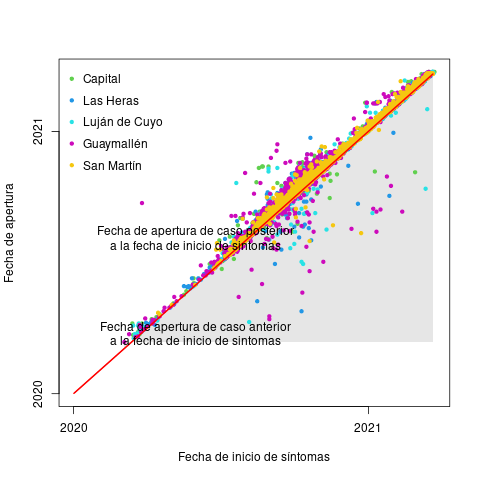 Capital
Las Heras
Luján de Cuyo
Guaymallén
San Martín
2021
2020
Fecha de apertura
Fecha de apertura de caso posterior
a la fecha de inicio de sintomas
Fecha de apertura de caso anterior
a la fecha de inicio de sintomas
2020
2021
Fecha de inicio de síntomas